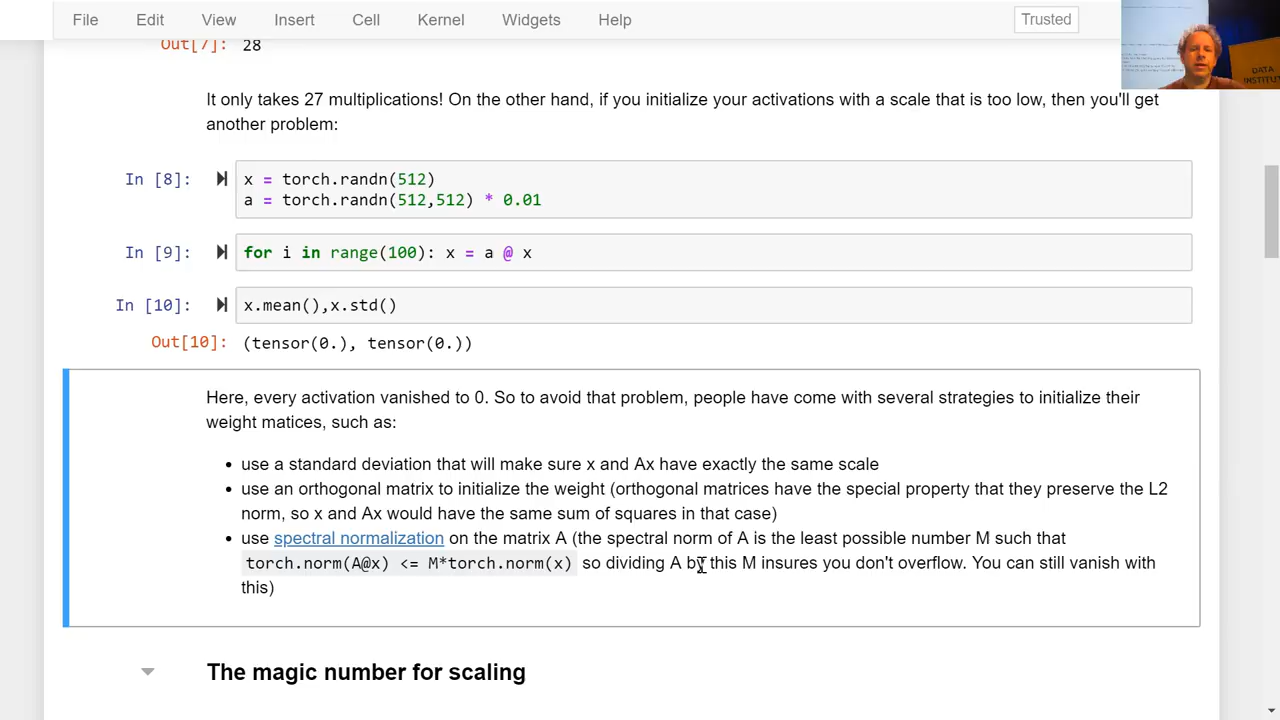 File Edit View Insert Cell Kernel Widgets Help Trusted
Out[7]: 28
It only takes 27 multiplications! On the other hand, if you initialize your activations with a scale that is too low, then you'll get
another problem:
In [8]: x = torch.randn(512)
a = torch.randn(512,512) * 0.01
In [9]: for i in range(100): x = a @ x
In [10]: x.mean(),x.std()
Out[10]: (tensor(0.), tensor(0.))
Here, every activation vanished to 0. So to avoid that problem, people have come with several strategies to initialize their
weight matices, such as:
• use a standard deviation that will make sure x and Ax have exactly the same scale
• use an orthogonal matrix to initialize the weight (orthogonal matrices have the special property that they preserve the L2
norm, so x and Ax would have the same sum of squares in that case)
• use spectral normalization on the matrix A (the spectral norm of A is the least possible number M such that
torch.norm(A@x) <= M*torch.norm(x) so dividing A by this M insures you don't overflow. You can still vanish with
this)
The magic number for scaling
DATA
INSTITU